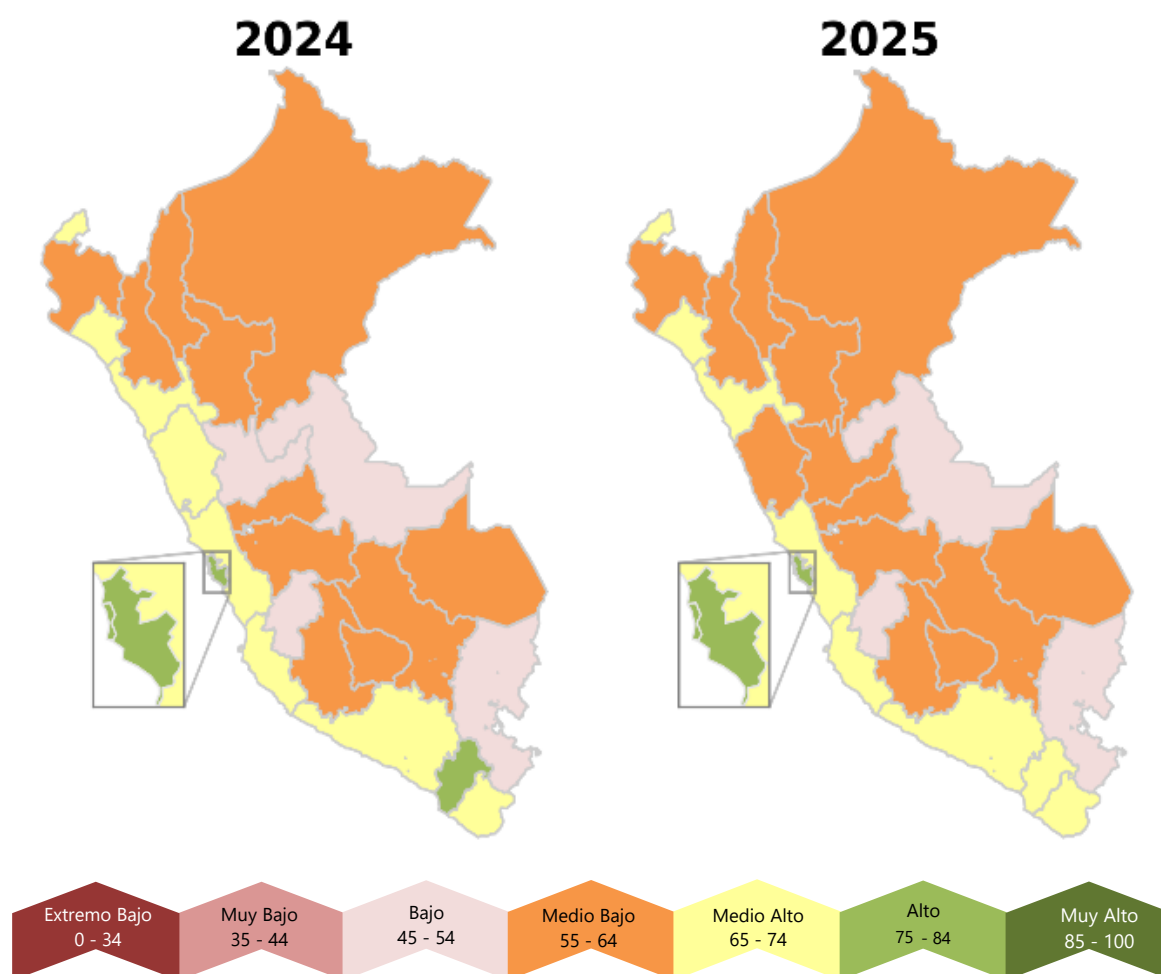 2024
2025
Extremo Bajo
0 - 34
Muy Bajo
35 - 44
Bajo
45 - 54
Medio Bajo
55 - 64
Medio Alto
65 - 74
Alto
75 - 84
Muy Alto
85 - 100